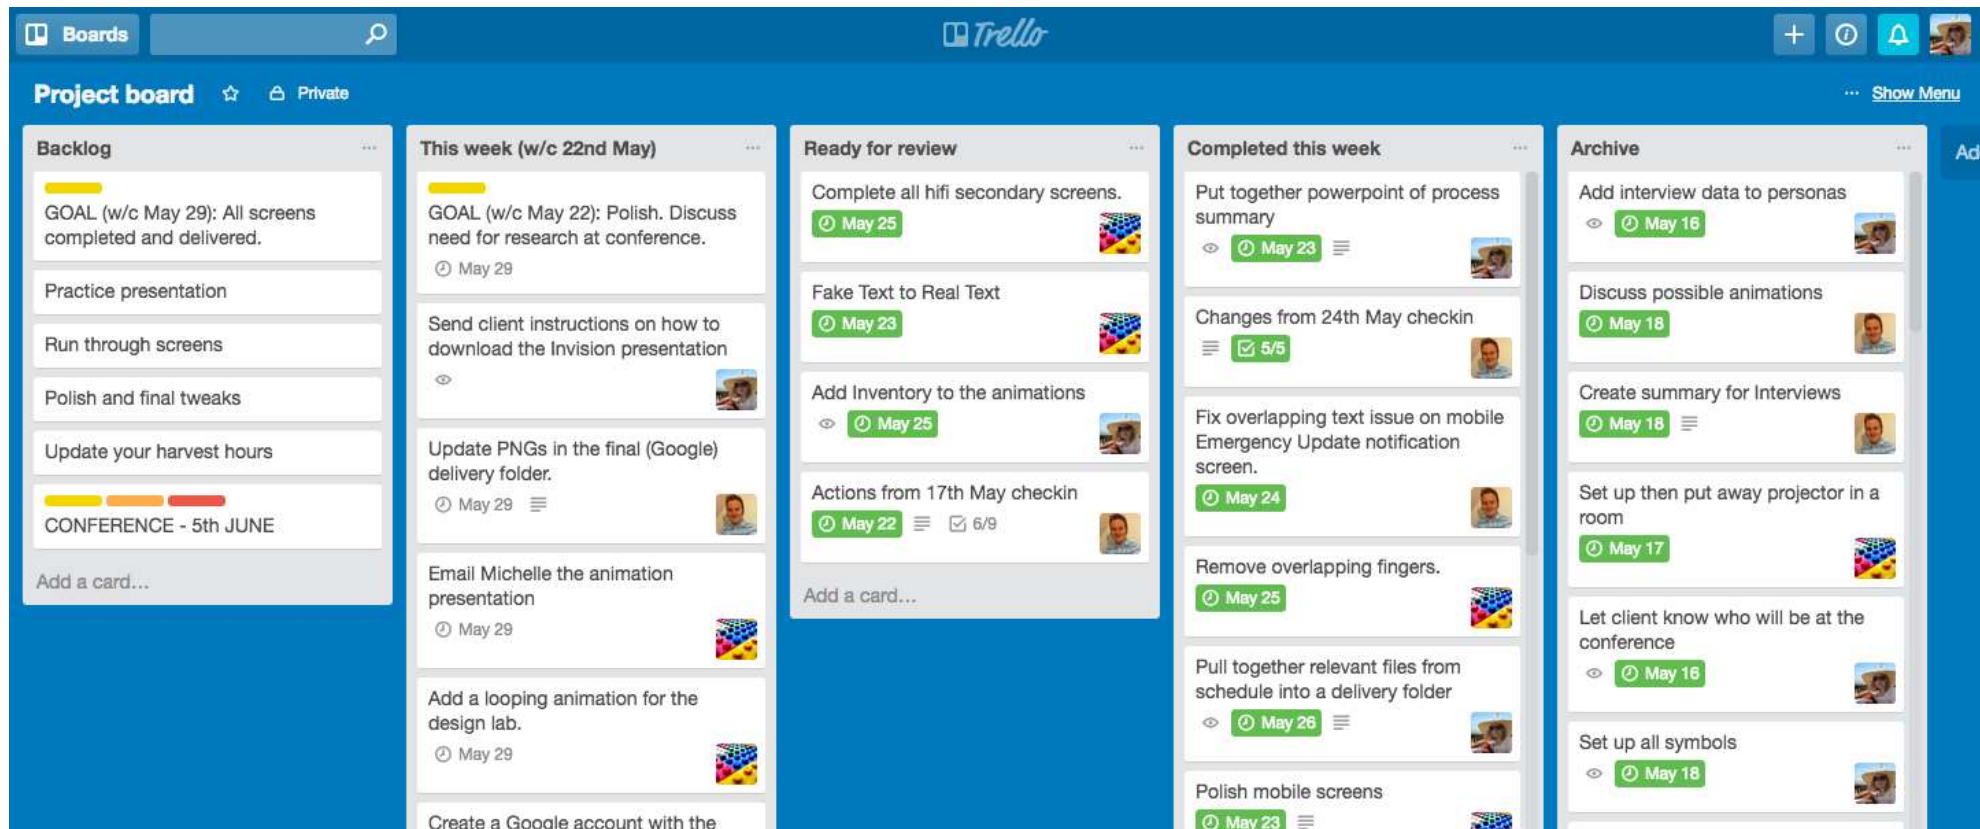 Boards
Trello
Project board
Private
... Show Menu
Backlog
GOAL (w/c May 29): All screens
completed and delivered.
Practice presentation
Run through screens
Polish and final tweaks
Update your harvest hours
CONFERENCE - 5th JUNE
Add a card...
This week (w/c 22nd May)
GOAL (w/c May 22): Polish. Discuss
need for research at conference.
May 29
Send client instructions on how to
download the Invision presentation
Update PNGs in the final (Google)
delivery folder.
May 29
Email Michelle the animation
presentation
May 29
Add a looping animation for the
design lab.
May 29
Create a Google account with the
Ready for review
Complete all hifi secondary screens.
May 25
Fake Text to Real Text
May 23
Add Inventory to the animations
May 25
Actions from 17th May checkin
May 22 6/9
Add a card...
Completed this week
Put together powerpoint of process
summary
May 23
Changes from 24th May checkin
5/5
Fix overlapping text issue on mobile
Emergency Update notification
screen.
May 24
Remove overlapping fingers.
May 25
Pull together relevant files from
schedule into a delivery folder
May 26
Polish mobile screens
May 23
Archive
Add interview data to personas
May 16
Discuss possible animations
May 18
Create summary for Interviews
May 18
Set up then put away projector in a
room
May 17
Let client know who will be at the
conference
May 16
Set up all symbols
May 18
Ad